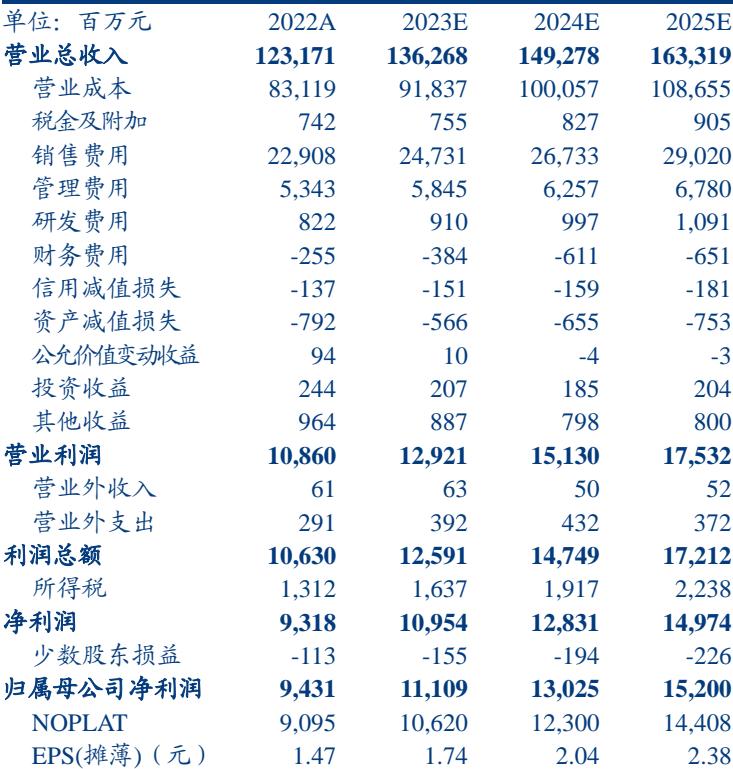 单位：百万元 2022A 2023E 2024E 2025E
营业总收入 123,171 136,268 149,278 163,319
营业成本 83,119 91,837 100,057 108,655
税金及附加 742 755 827 905
销售费用 22,908 24,731 26,733 29,020
管理费用 5,343 5,845 6,257 6,780
研发费用 822 910 997 1,091
财务费用 -255 -384 -611 -651
信用减值损失 -137 -151 -159 -181
资产减值损失 -792 -566 -655 -753
公允价值变动收益 94 10 -4 -3
投资收益 244 207 185 204
其他收益 964 887 798 800
营业利润 10,860 12,921 15,130 17,532
营业外收入 61 63 50 52
营业外支出 291 392 432 372
利润总额 10,630 12,591 14,749 17,212
所得税 1,312 1,637 1,917 2,238
净利润 9,318 10,954 12,831 14,974
少数股东损益 -113 -155 -194 -226
归属母公司净利润 9,431 11,109 13,025 15,200
NOPLAT 9,095 10,620 12,300 14,408
EPS(摊薄)（元） 1.47 1.74 2.04 2.38